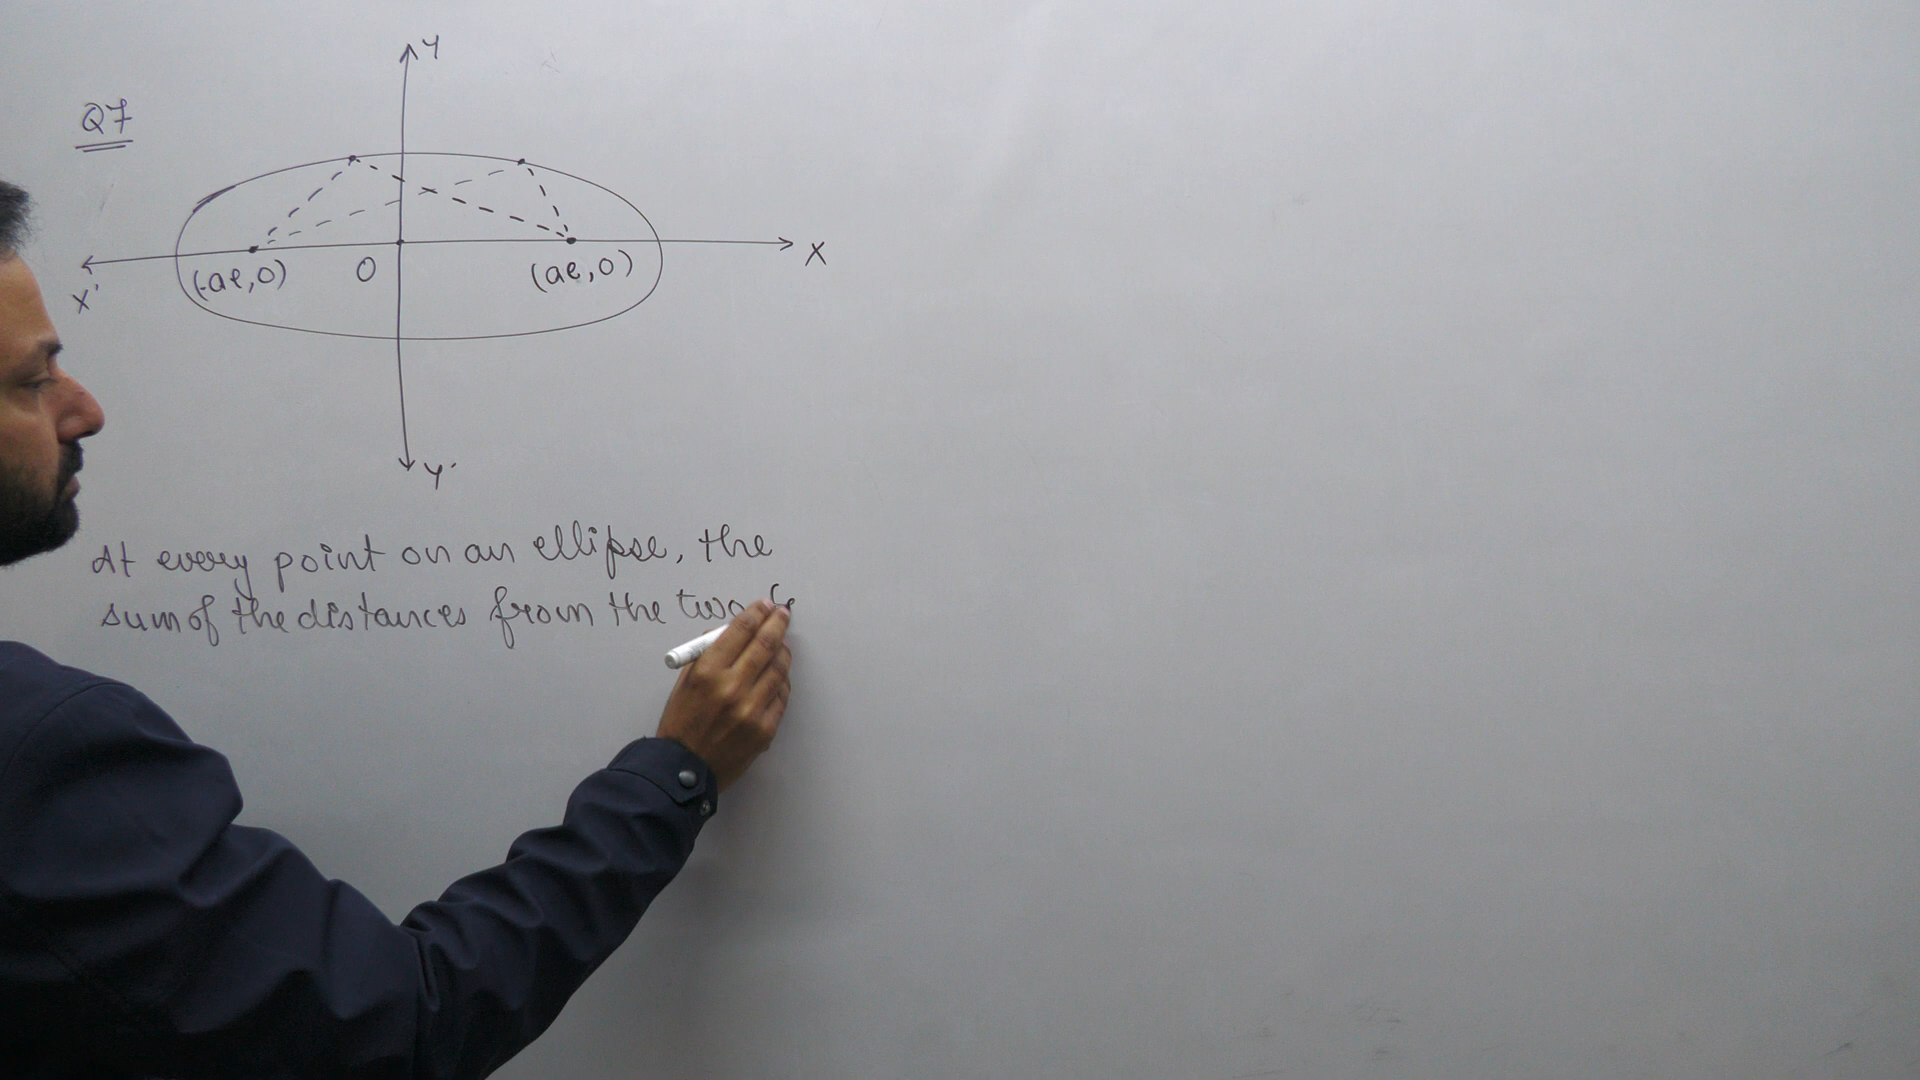 Y
Q7
(-ae,0) O (ae,0) X
X'
Y'
At every point on an ellipse, the
sum of the distances from the two